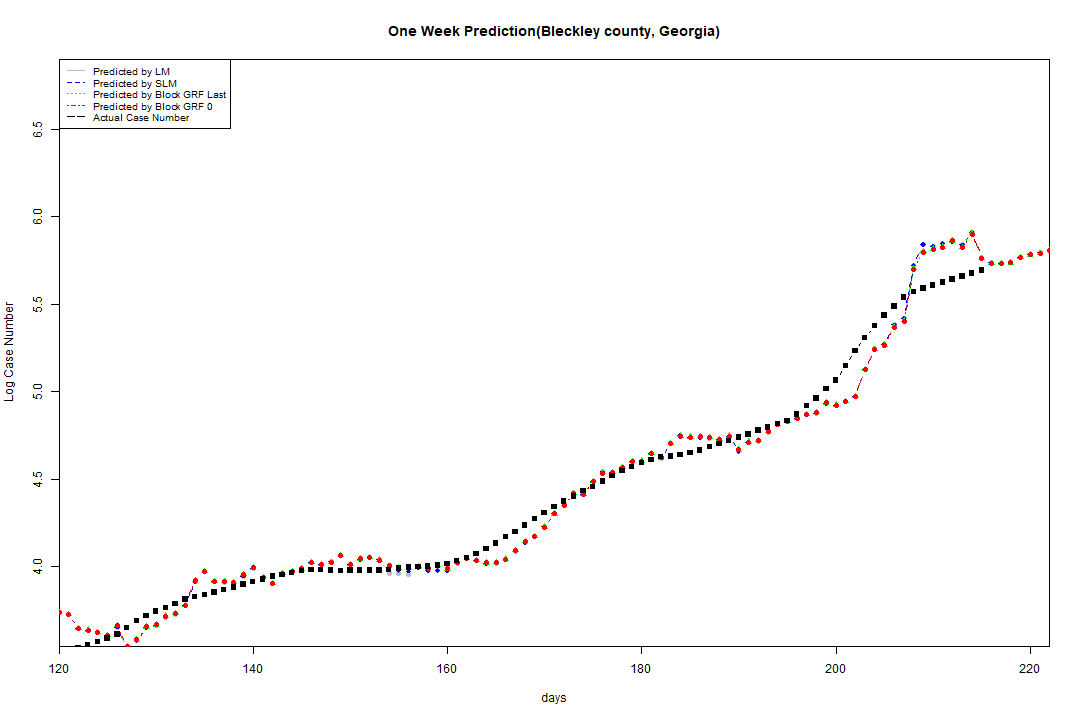 One Week Prediction(Bleckley county, Georgia)
Predicted by LM
Predicted by SLM
Predicted by Block GRF Last
Predicted by Block GRF 0
Actual Case Number
6.5
6.0
5.5
5.0
4.5
4.0
Log Case Number
120 140 160 180 200 220
days